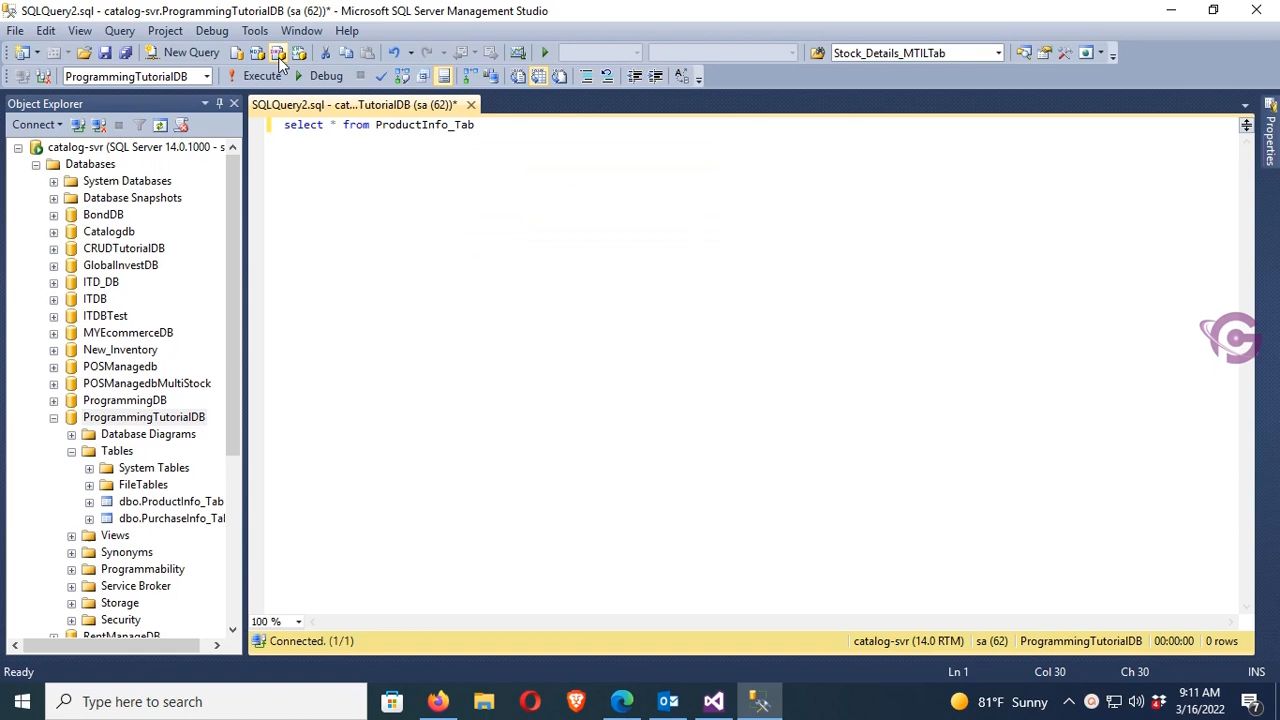 SQLQuery2.sql - catalog-svr.ProgrammingTutorialDB (sa (62))* - Microsoft SQL Server Management Studio
File Edit View Query Project Debug Tools Window Help
New Query Stock_Details_MTILTab
ProgrammingTutorialDB Execute Debug
Object Explorer
SQLQuery2.sql - cat...TutorialDB (sa (62))*
Properties
Connect
select * from ProductInfo_Tab
catalog-svr (SQL Server 14.0.1000 - s
Databases
System Databases
Database Snapshots
BondDB
Catalogdb
CRUDTutorialDB
GlobalInvestDB
ITD_DB
ITDB
ITDBTest
MYEcommerceDB
New_Inventory
POSManagedb
POSManagedbMultiStock
ProgrammingDB
ProgrammingTutorialDB
Database Diagrams
Tables
System Tables
FileTables
dbo.ProductInfo_Tab
dbo.PurchaseInfo_Tal
Views
Synonyms
Programmability
Service Broker
Storage
Security
RentManageDB
100 %
Connected. (1/1) catalog-svr (14.0 RTM) sa (62) ProgrammingTutorialDB 00:00:00 0 rows
Ready Ln 1 Col 30 Ch 30 INS
Type here to search 81°F Sunny 9:11 AM
3/16/2022 7